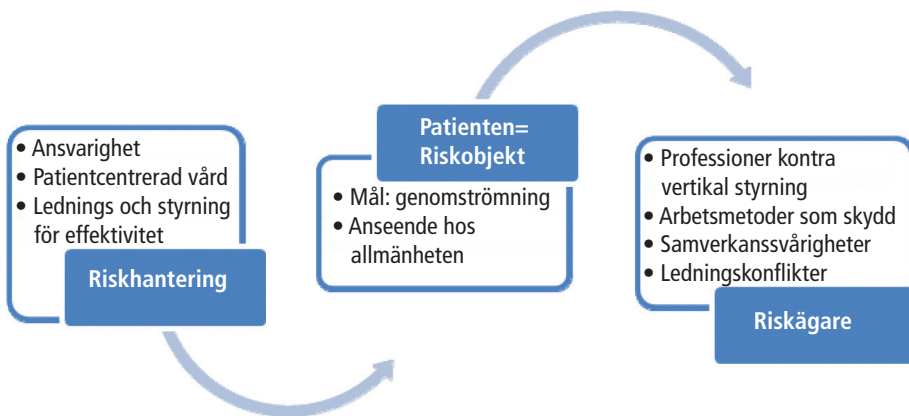 • Ansvarighet
• Patientcentrerad vård
• Lednings och styrning
för effektivitet
Riskhantering
Patienten=
Riskobjekt
• Mål: genomströmning
• Anseende hos
allmänheten
• Professioner kontra
vertikal styrning
• Arbetsmetoder som skydd
• Samverkanssvårigheter
• Ledningskonflikter
Riskägare